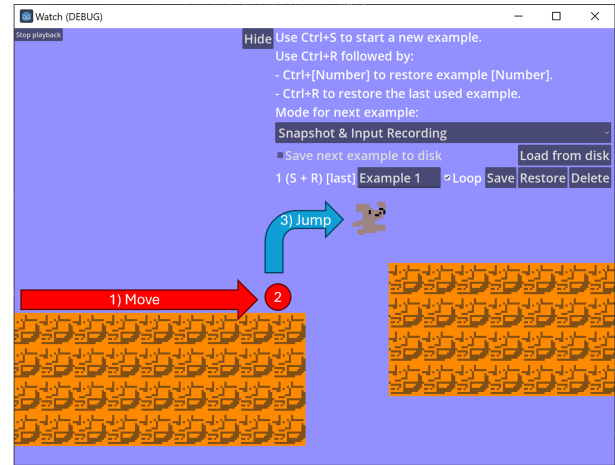 Watch (DEBUG)
Stop playback
Hide
Use Ctrl+S to start a new example.
Use Ctrl+R followed by:
- Ctrl+[Number] to restore example [Number].
- Ctrl+R to restore the last used example.
Mode for next example:
Snapshot & Input Recording
Save next example to disk
Load from disk
1 (S + R) [last] Example 1 Loop Save Restore Delete
3) Jump
1) Move
2